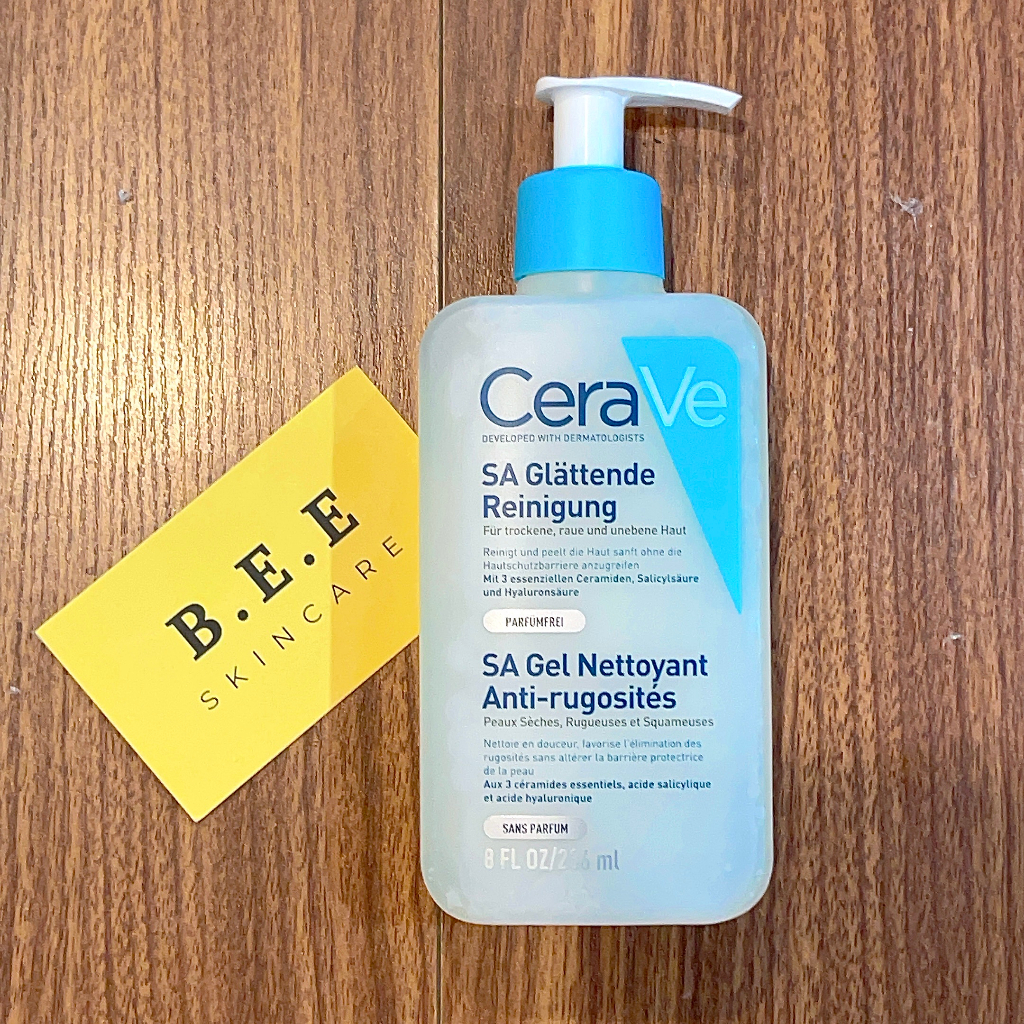 B.E.E
SKINCARE
CeraVe
DEVELOPED WITH DERMATOLOGISTS
SA Glättende
Reinigung
Für trockene, raue und unebene Haut
Reinigt und peelt die Haut sanft ohne die
Hautschutzbarriere anzugreifen
Mit 3 essenziellen Ceramiden, Salicylsäure
und Hyaluronsäure
PARFÜMFREI
SA Gel Nettoyant
Anti-rugosités
Peaux Sèches, Rugueuses et Squameuses
Nettoie en douceur, favorise l'élimination des
rugosités sans altérer la barrière protectrice
de la peau
Aux 3 céramides essentiels, acide salicylique
et acide hyaluronique
SANS PARFUM
8 FL OZ/236 ml